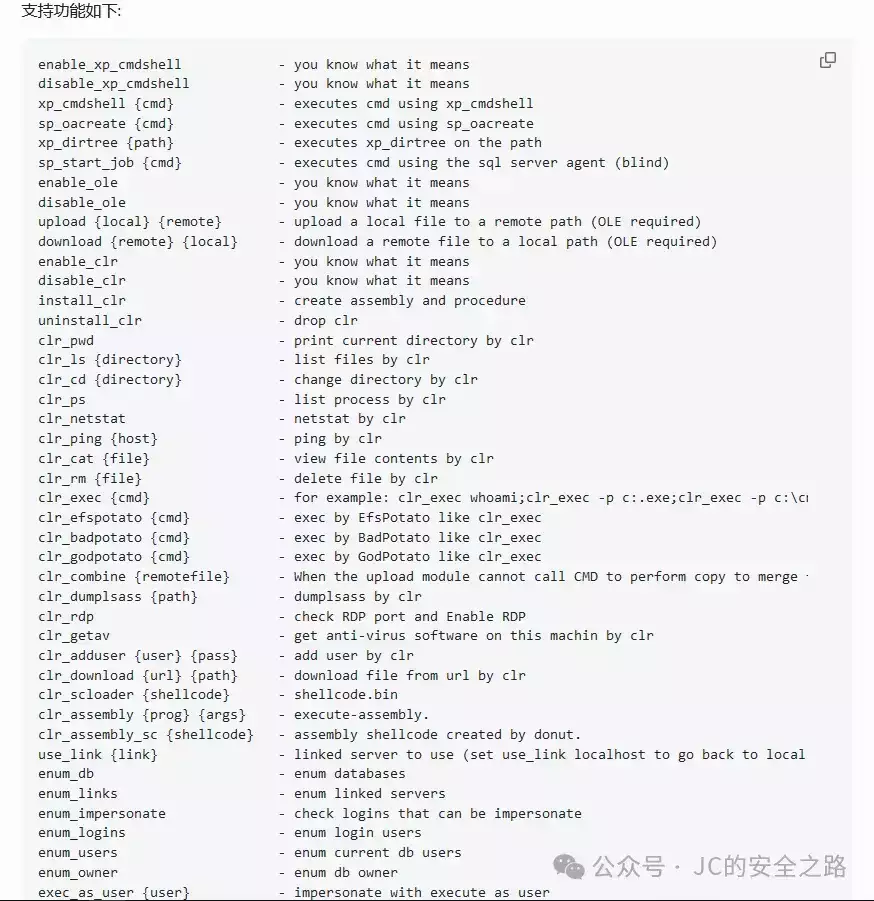 支持功能如下:
enable_xp_cmdshell - you know what it means
disable_xp_cmdshell - you know what it means
xp_cmdshell {cmd} - executes cmd using xp_cmdshell
sp_oacreate {cmd} - executes cmd using sp_oacreate
xp_dirtree {path} - executes xp_dirtree on the path
sp_start_job {cmd} - executes cmd using the sql server agent (blind)
enable_ole - you know what it means
disable_ole - you know what it means
upload {local} {remote} - upload a local file to a remote path (OLE required)
download {remote} {local} - download a remote file to a local path (OLE required)
enable_clr - you know what it means
disable_clr - you know what it means
install_clr - create assembly and procedure
uninstall_clr - drop clr
clr_pwd - print current directory by clr
clr_ls {directory} - list files by clr
clr_cd {directory} - change directory by clr
clr_ps - list process by clr
clr_netstat - netstat by clr
clr_ping {host} - ping by clr
clr_cat {file} - view file contents by clr
clr_rm {file} - delete file by clr
clr_exec {cmd} - for example: clr_exec whoami;clr_exec -p c:.exe;clr_exec -p c:\
clr_efspotato {cmd} - exec by EfsPotato like clr_exec
clr_badpotato {cmd} - exec by BadPotato like clr_exec
clr_godpotato {cmd} - exec by GodPotato like clr_exec
clr_combine {remotefile} - When the upload module cannot call CMD to perform copy to merge
clr_dumplsass {path} - dumplsass by clr
clr_rdp - check RDP port and Enable RDP
clr_getav - get anti-virus software on this machin by clr
clr_adduser {user} {pass} - add user by clr
clr_download {url} {path} - download file from url by clr
clr_scloader {shellcode} - shellcode.bin
clr_assembly {prog} {args} - execute-assembly.
clr_assembly_sc {shellcode} - assembly shellcode created by donut.
use_link {link} - linked server to use (set use_link localhost to go back to local
enum_db - enum databases
enum_links - enum linked servers
enum_impersonate - check logins that can be impersonate
enum_logins - enum login users
enum_users - enum current db users
enum_owner - enum db owner
exec_as_user {user} - impersonate with execute as user
公众号 · JC的安全之路